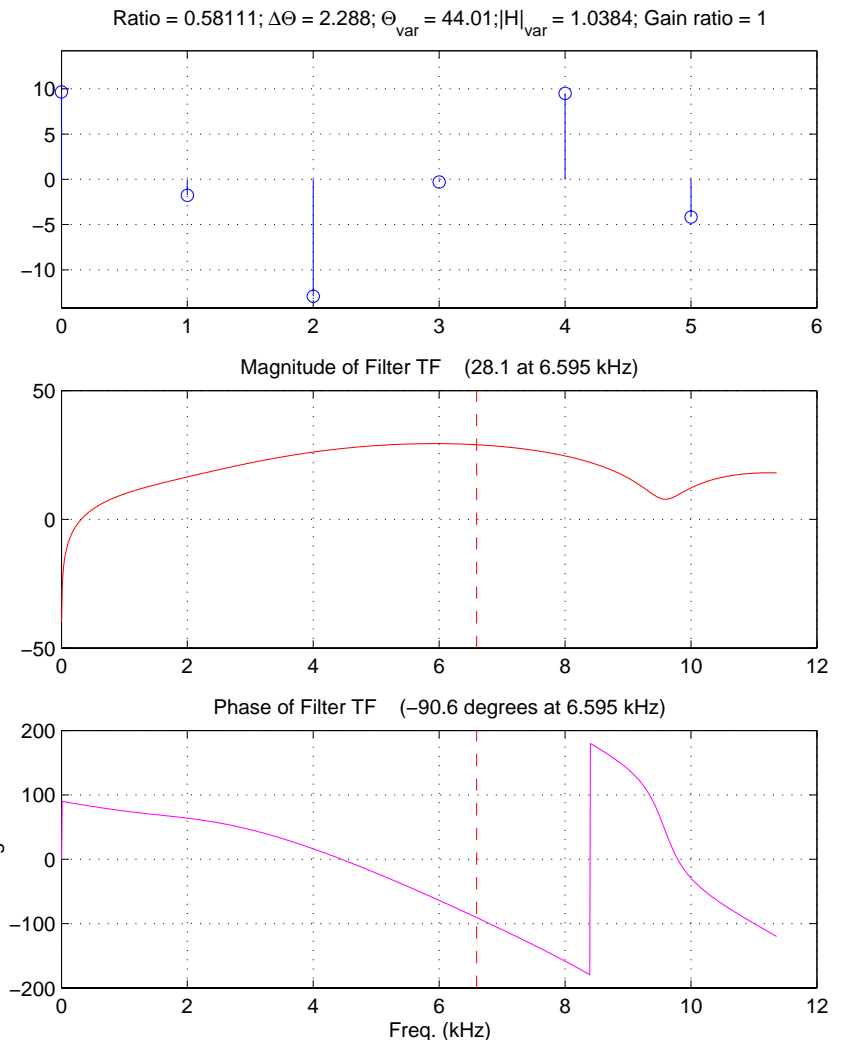 Ratio = 0.58111; ΔΘ = 2.288; Θvar = 44.01;|H|var = 1.0384; Gain ratio = 1
10
5
0
−5
−10
0 1 2 3 4 5 6
Magnitude of Filter TF (28.1 at 6.595 kHz)
50
0
−50
0 2 4 6 8 10 12
Phase of Filter TF (−90.6 degrees at 6.595 kHz)
200
100
0
−100
−200
0 2 4 6 8 10 12
Freq. (kHz)